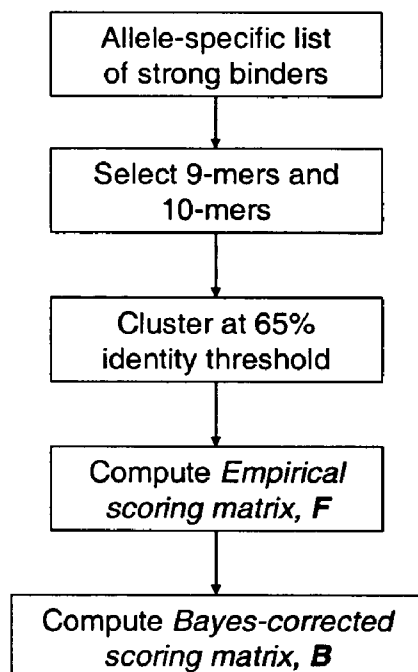 Allele-specific list
of strong binders
Select 9-mers and
10-mers
Cluster at 65%
identity threshold
Compute Empirical
scoring matrix, F
Compute Bayes-corrected
scoring matrix, B